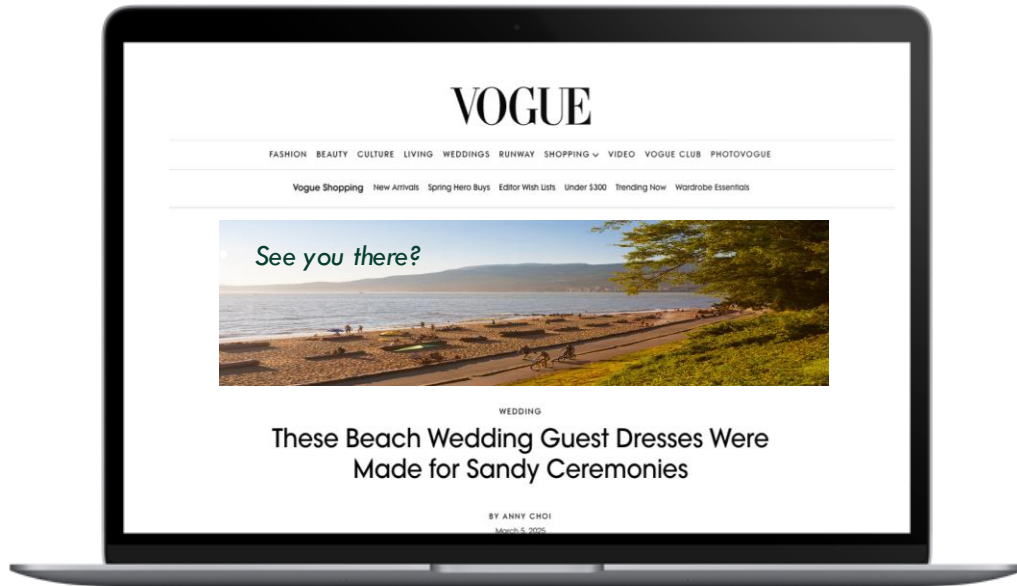 VOGUE
FASHION BEAUTY CULTURE LIVING WEDDINGS RUNWAY SHOPPING VIDEO VOGUE CLUB PHOTOVOGUE
Vogue Shopping New Arrivals Spring Hero Buys Editor Wish Lists Under $300 Trending Now Wardrobe Essentials
See you there?
WEDDING
These Beach Wedding Guest Dresses Were
Made for Sandy Ceremonies
BY ANNY CHOI
March 5, 2025